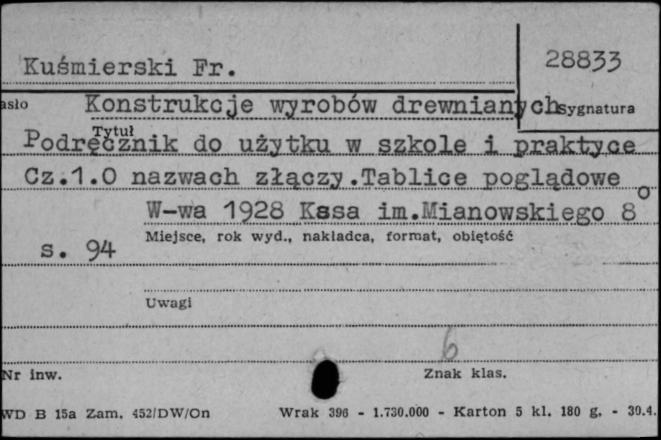 28833
Kuśmierski Fr.
asło Konstrukcje wyrobów drewnianych Sygnatura
Tytuł
Podręcznik do użytku w szkole i praktyce
Cz.1.O nazwach złączy.Tablice poglądowe
W-wa 1928 Kasa im.Mianowskiego 8°
Miejsce, rok wyd., nakładca, format, obiętość
s. 94
Uwagi
6
Nr inw. Znak klas.
WD B 15a Zam. 452/DW/On Wrak 396 - 1.730.000 - Karton 5 kl. 180 g. - 30.4.